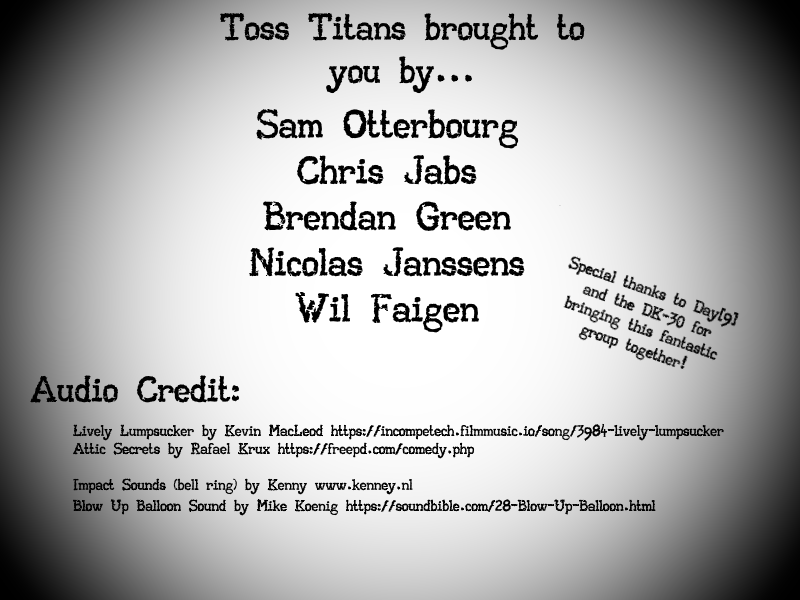 Toss Titans brought to
you by...
Sam Otterbourg
Chris Jabs
Brendan Green
Nicolas Janssens
Wil Faigen
Special thanks to Day[9]
and the DK-30 for
bringing this fantastic
group together!
Audio Credit:
Lively Lumpsucker by Kevin MacLeod https://incompetech.filmmusic.io/song/3984-lively-lumpsucker
Attic Secrets by Rafael Krux https://freepd.com/comedy.php
Impact Sounds (bell ring) by Kenny www.kenney.nl
Blow Up Balloon Sound by Mike Koenig https://soundbible.com/28-Blow-Up-Balloon.html